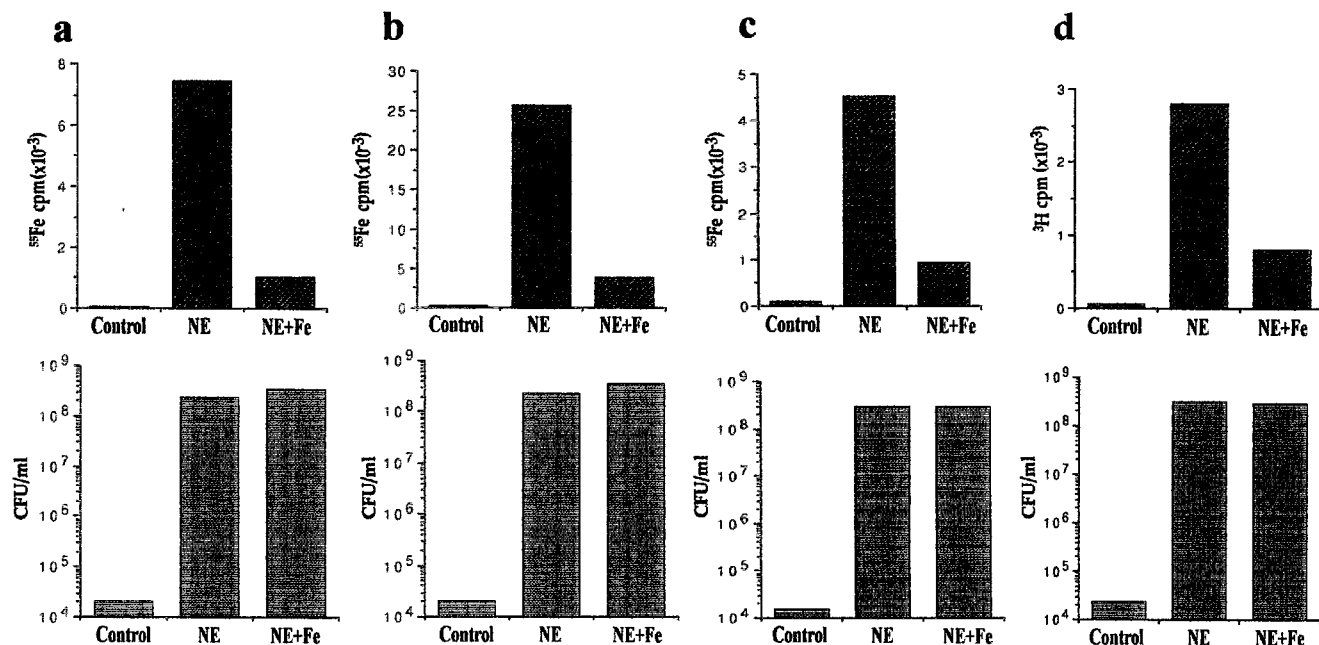 a
b
c
d
⁵⁵Fe cpm(x10⁻³)
8
6
4
2
0
Control NE NE+Fe
⁵⁵Fe cpm(x10⁻³)
30
25
20
15
10
5
0
Control NE NE+Fe
⁵⁵Fe cpm(x10⁻³)
5
4
3
2
1
0
Control NE NE+Fe
³H cpm (x10⁻³)
3
2
1
0
Control NE NE+Fe
CFU/ml
10⁹
10⁸
10⁷
10⁶
10⁵
10⁴
Control NE NE+Fe
CFU/ml
10⁹
10⁸
10⁷
10⁶
10⁵
10⁴
Control NE NE+Fe
CFU/ml
10⁹
10⁸
10⁷
10⁶
10⁵
10⁴
Control NE NE+Fe
CFU/ml
10⁹
10⁸
10⁷
10⁶
10⁵
10⁴
Control NE NE+Fe